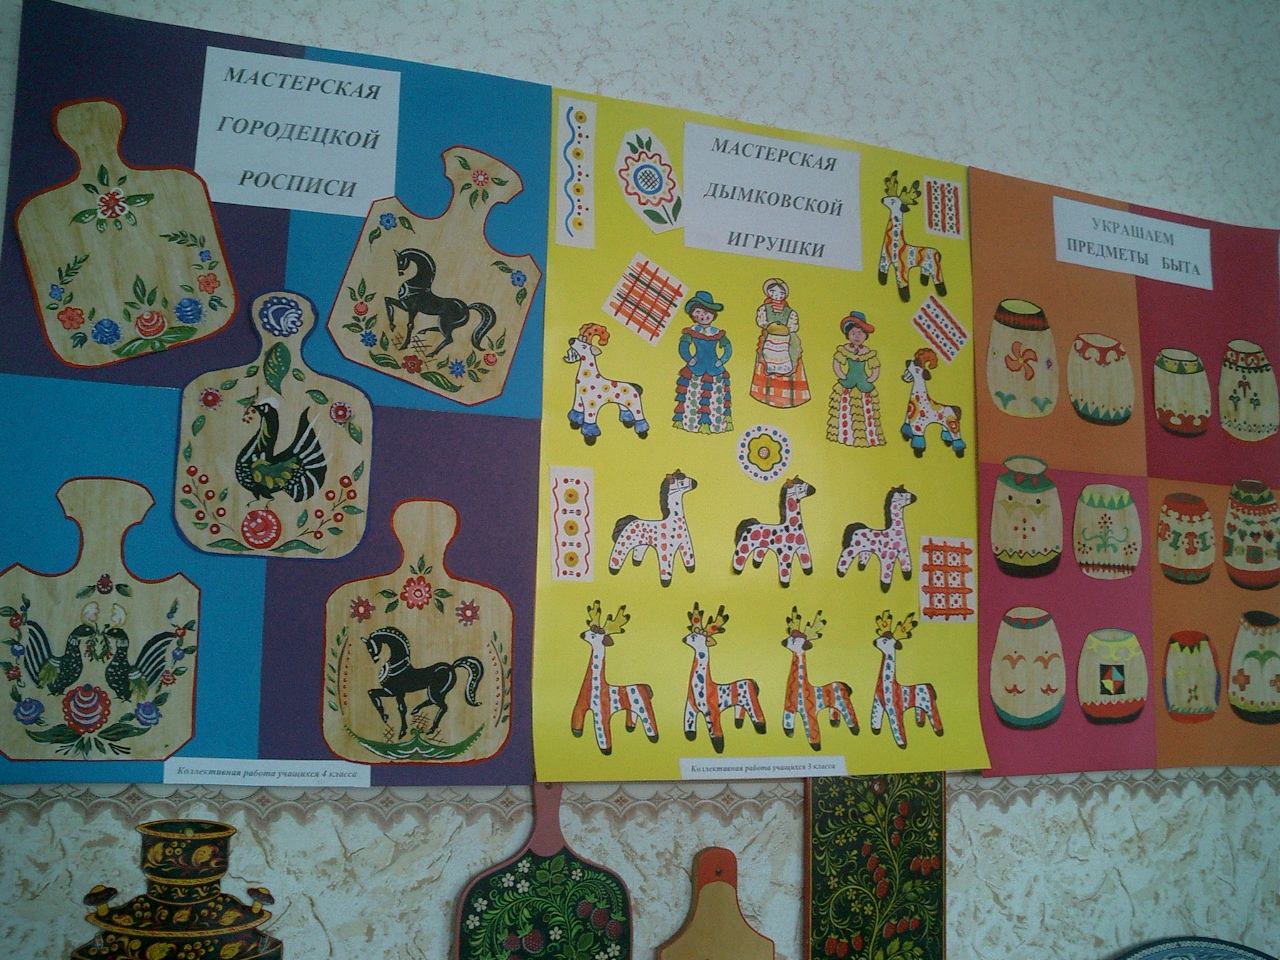 МАСТЕРСКАЯ
ГОРОДЕЦКОЙ
РОСПИСИ
Коллективная работа учащихся 4 класса
МАСТЕРСКАЯ
ДЫМКОВСКОЙ
ИГРУШКИ
Коллективная работа учащихся 3 класса
УКРАШАЕМ
ПРЕДМЕТЫ БЫТА